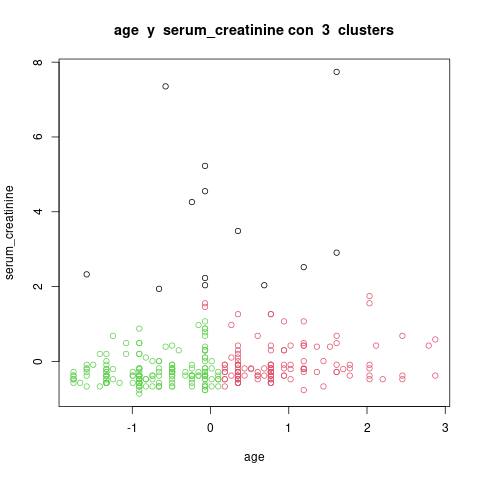 age y serum_creatinine con 3 clusters
8
6
4
2
0
serum_creatinine
-1 0 1 2 3
age